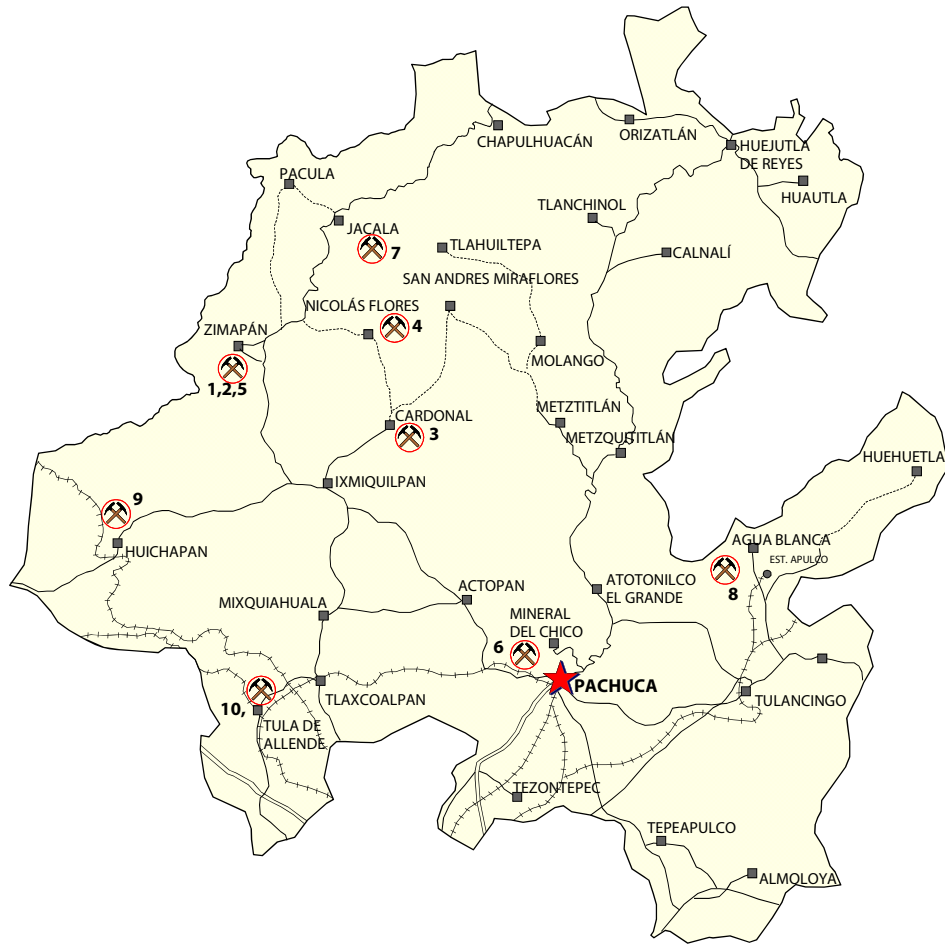 CHAPULHUACÁN
ORIZATLÁN
HUEJUTLA
DE REYES
HUAUTLA
PACULA
JACALA
7
TLANCHINOL
TLAHUILTEPA
CALNALÍ
SAN ANDRES MIRAFLORES
NICOLÁS FLORES
4
ZIMAPÁN
1,2,5
MOLANGO
CARDONAL
3
METZTITLÁN
METZQUITITLÁN
HUEHUETLA
IXMIQUILPAN
9
HUICHAPAN
AGUA BLANCA
EST. APULCO
8
ACTOPAN
ATOTONILCO
EL GRANDE
MIXQUIAHUALA
MINERAL
DEL CHICO
6
PACHUCA
TLAXCOALPAN
10,
TULA DE
ALLENDE
TULANCINGO
TEZONTEPEC
TEPEAPULCO
ALMOLOYA